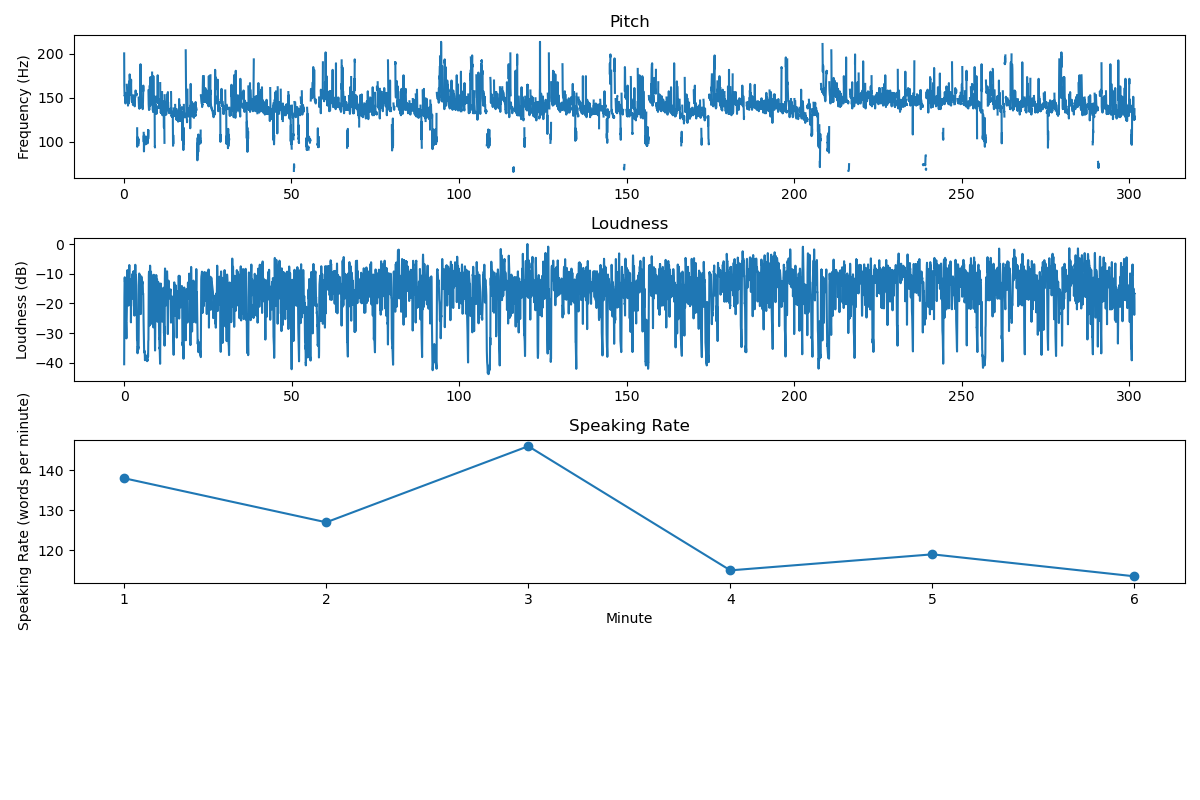 Pitch
Frequency (Hz)
200
150
100
0 50 100 150 200 250 300
Loudness
Loudness (dB)
0
−10
−20
−30
−40
0 50 100 150 200 250 300
Speaking Rate
Speaking Rate (words per minute)
140
130
120
1 2 3 4 5 6
Minute